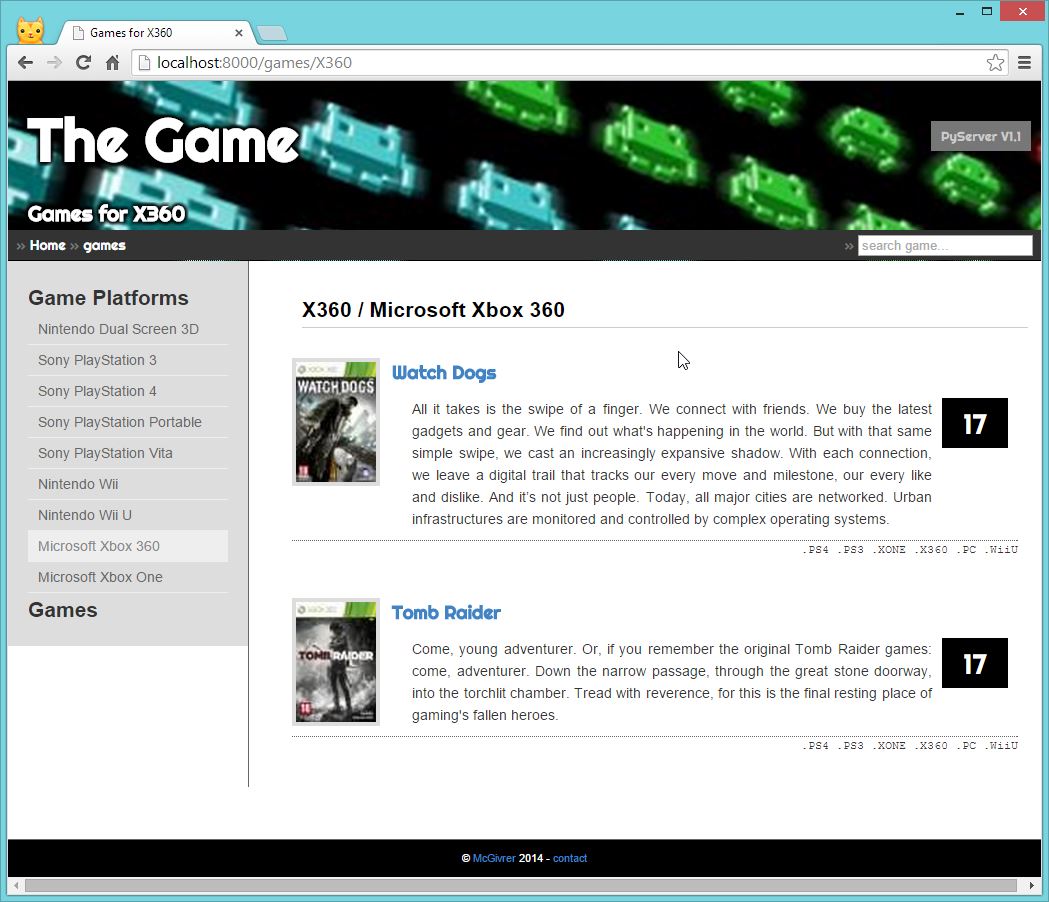 Games for X360
localhost:8000/games/X360
The Game
PyServer V1.1
Games for X360
» Home » games
» search game...
Game Platforms
Nintendo Dual Screen 3D
Sony PlayStation 3
Sony PlayStation 4
Sony PlayStation Portable
Sony PlayStation Vita
Nintendo Wii
Nintendo Wii U
Microsoft Xbox 360
Microsoft Xbox One
Games
X360 / Microsoft Xbox 360
WATCH DOGS
Watch Dogs
All it takes is the swipe of a finger. We connect with friends. We buy the latest
gadgets and gear. We find out what's happening in the world. But with that same
simple swipe, we cast an increasingly expansive shadow. With each connection,
we leave a digital trail that tracks our every move and milestone, our every like
and dislike. And it’s not just people. Today, all major cities are networked. Urban
infrastructures are monitored and controlled by complex operating systems.
17
.PS4 .PS3 .XONE .X360 .PC .WiiU
TOMB RAIDER
Tomb Raider
Come, young adventurer. Or, if you remember the original Tomb Raider games:
come, adventurer. Down the narrow passage, through the great stone doorway,
into the torchlit chamber. Tread with reverence, for this is the final resting place of
gaming's fallen heroes.
17
.PS4 .PS3 .XONE .X360 .PC .WiiU
© McGivrer 2014 - contact